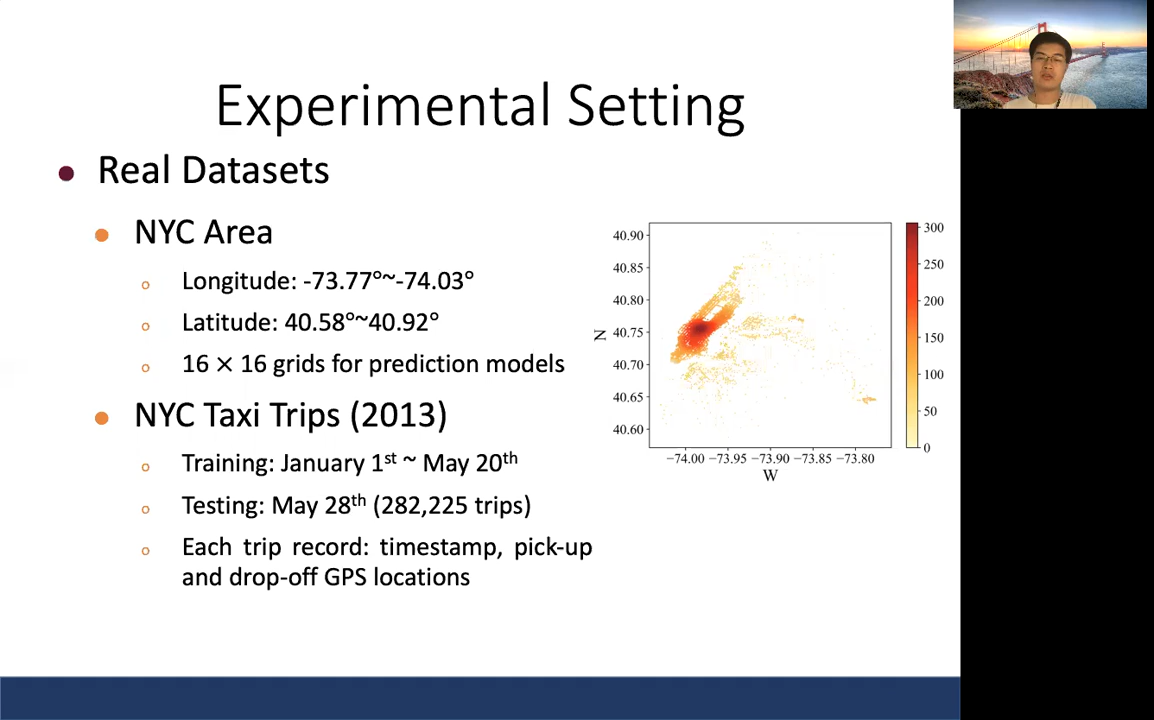 Experimental Setting
Real Datasets
NYC Area
Longitude: -73.77°~-74.03°
Latitude: 40.58°~40.92°
16 × 16 grids for prediction models
NYC Taxi Trips (2013)
Training: January 1st ~ May 20th
Testing: May 28th (282,225 trips)
Each trip record: timestamp, pick-up
and drop-off GPS locations
40.90
40.85
40.80
40.75
40.70
40.65
40.60
N
−74.00 −73.95 −73.90 −73.85 −73.80
W
300
250
200
150
100
50
0